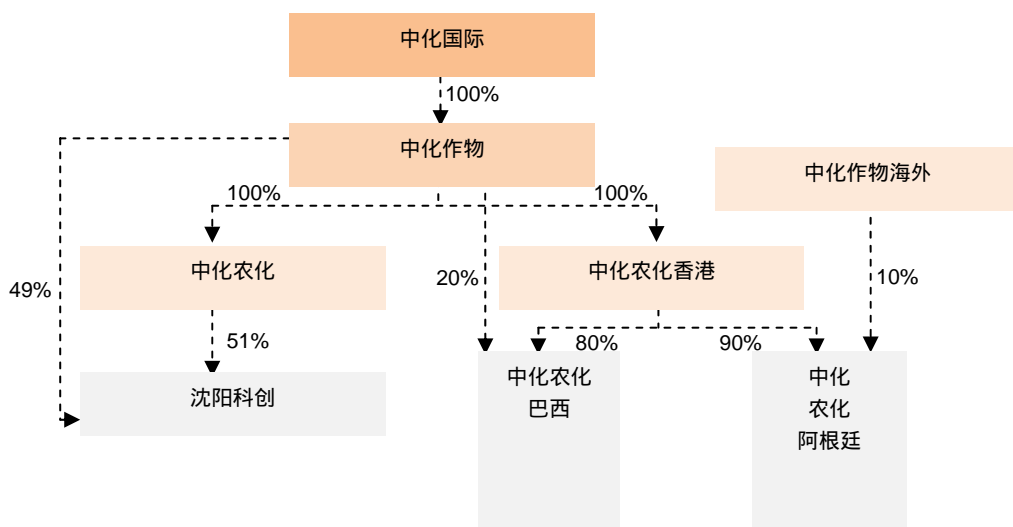 中化国际
100%
中化作物
中化作物海外
100%
100%
中化农化
中化农化香港
49%
20%
10%
51%
80%
90%
沈阳科创
中化农化
巴西
中化
农化
阿根廷